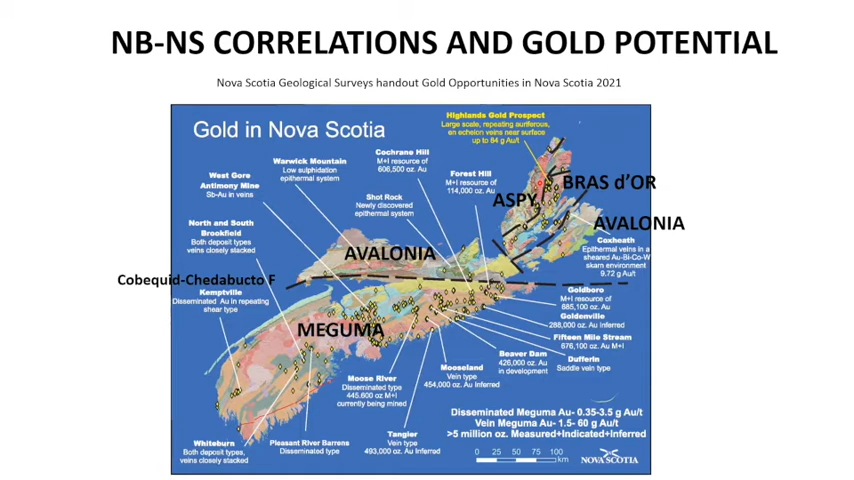 NB-NS CORRELATIONS AND GOLD POTENTIAL
Nova Scotia Geological Surveys handout Gold Opportunities in Nova Scotia 2021
Gold in Nova Scotia
Highlands Gold Prospect
Large scale, repeating auriferous,
en echelon veins near surface
up to 84 g Au/t
Cochrane Hill
M+I resource of
606,500 oz. Au
Warwick Mountain
Low sulphidation
epithermal system
West Gore
Antimony Mine
Sb-Au in veins
Forest Hill
M+I resource of
114,000 oz. Au
Shot Rock
Newly discovered
epithermal system
BRAS d'OR
ASPY
AVALONIA
North and South
Brookfield
Both deposit types
veins closely stacked
Coxheath
Epithermal veins in a
sheared Au-Bi-Co-W
skarn environment
9.72 g Au/t
AVALONIA
Cobequid-Chedabucto F
Kemptville
Disseminated Au in repeating
shear type
Goldboro
M+I resource of
685,100 oz. Au
Goldenville
288,000 oz. Au Inferred
MEGUMA
Fifteen Mile Stream
676,100 oz. Au M+I
Beaver Dam
426,000 oz. Au
in development
Dufferin
Saddle vein type
Mooseland
Vein type
454,000 oz. Au Inferred
Moose River
Disseminated type
445,600 oz M+I
currently being mined
Disseminated Meguma Au- 0.35-3.5 g Au/t
Vein Meguma Au- 1.5- 60 g Au/t
>5 million oz. Measured+Indicated+Inferred
Tangier
Vein type
493,000 oz. Au Inferred
Whiteburn
Both deposit types,
veins closely stacked
Pleasant River Barrens
Disseminated type
0 25 50 75 100
km
NOVA SCOTIA